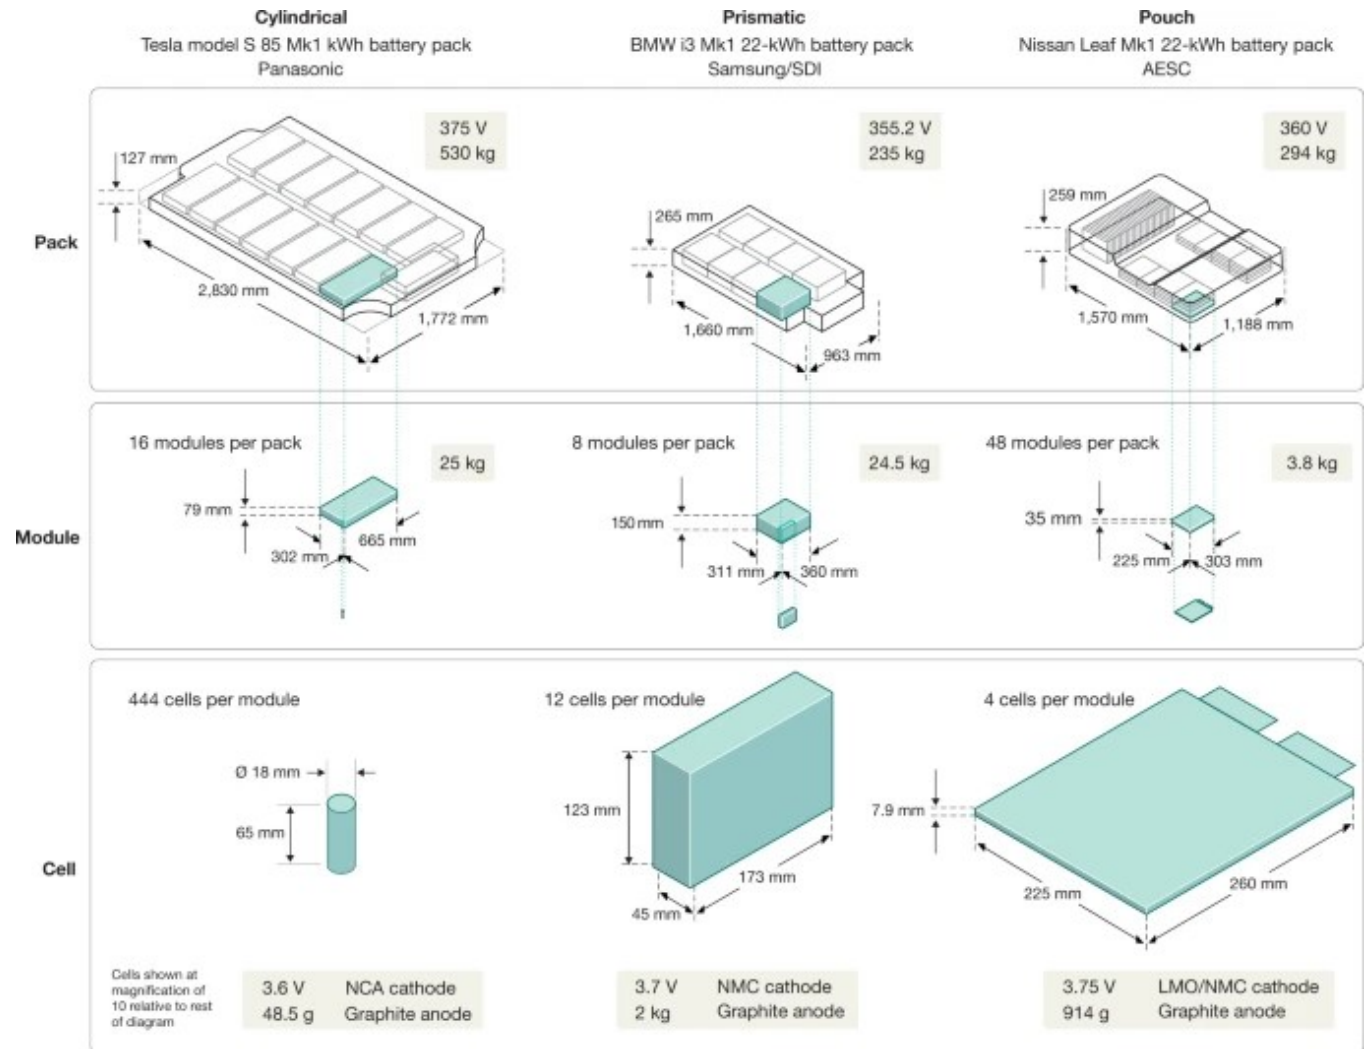 Cylindrical
Tesla model S 85 Mk1 kWh battery pack
Panasonic
Prismatic
BMW i3 Mk1 22-kWh battery pack
Samsung/SDI
Pouch
Nissan Leaf Mk1 22-kWh battery pack
AESC
Pack
375 V
530 kg
127 mm
2,830 mm
1,772 mm
355.2 V
235 kg
265 mm
1,660 mm
963 mm
360 V
294 kg
259 mm
1,570 mm
1,188 mm
Module
16 modules per pack
25 kg
79 mm
302 mm
665 mm
8 modules per pack
24.5 kg
150 mm
311 mm
360 mm
48 modules per pack
3.8 kg
35 mm
225 mm
303 mm
Cell
444 cells per module
Ø 18 mm
65 mm
12 cells per module
123 mm
45 mm
173 mm
4 cells per module
7.9 mm
225 mm
260 mm
Cells shown at
magnification of
10 relative to rest
of diagram
3.6 V NCA cathode
48.5 g Graphite anode
3.7 V NMC cathode
2 kg Graphite anode
3.75 V LMO/NMC cathode
914 g Graphite anode